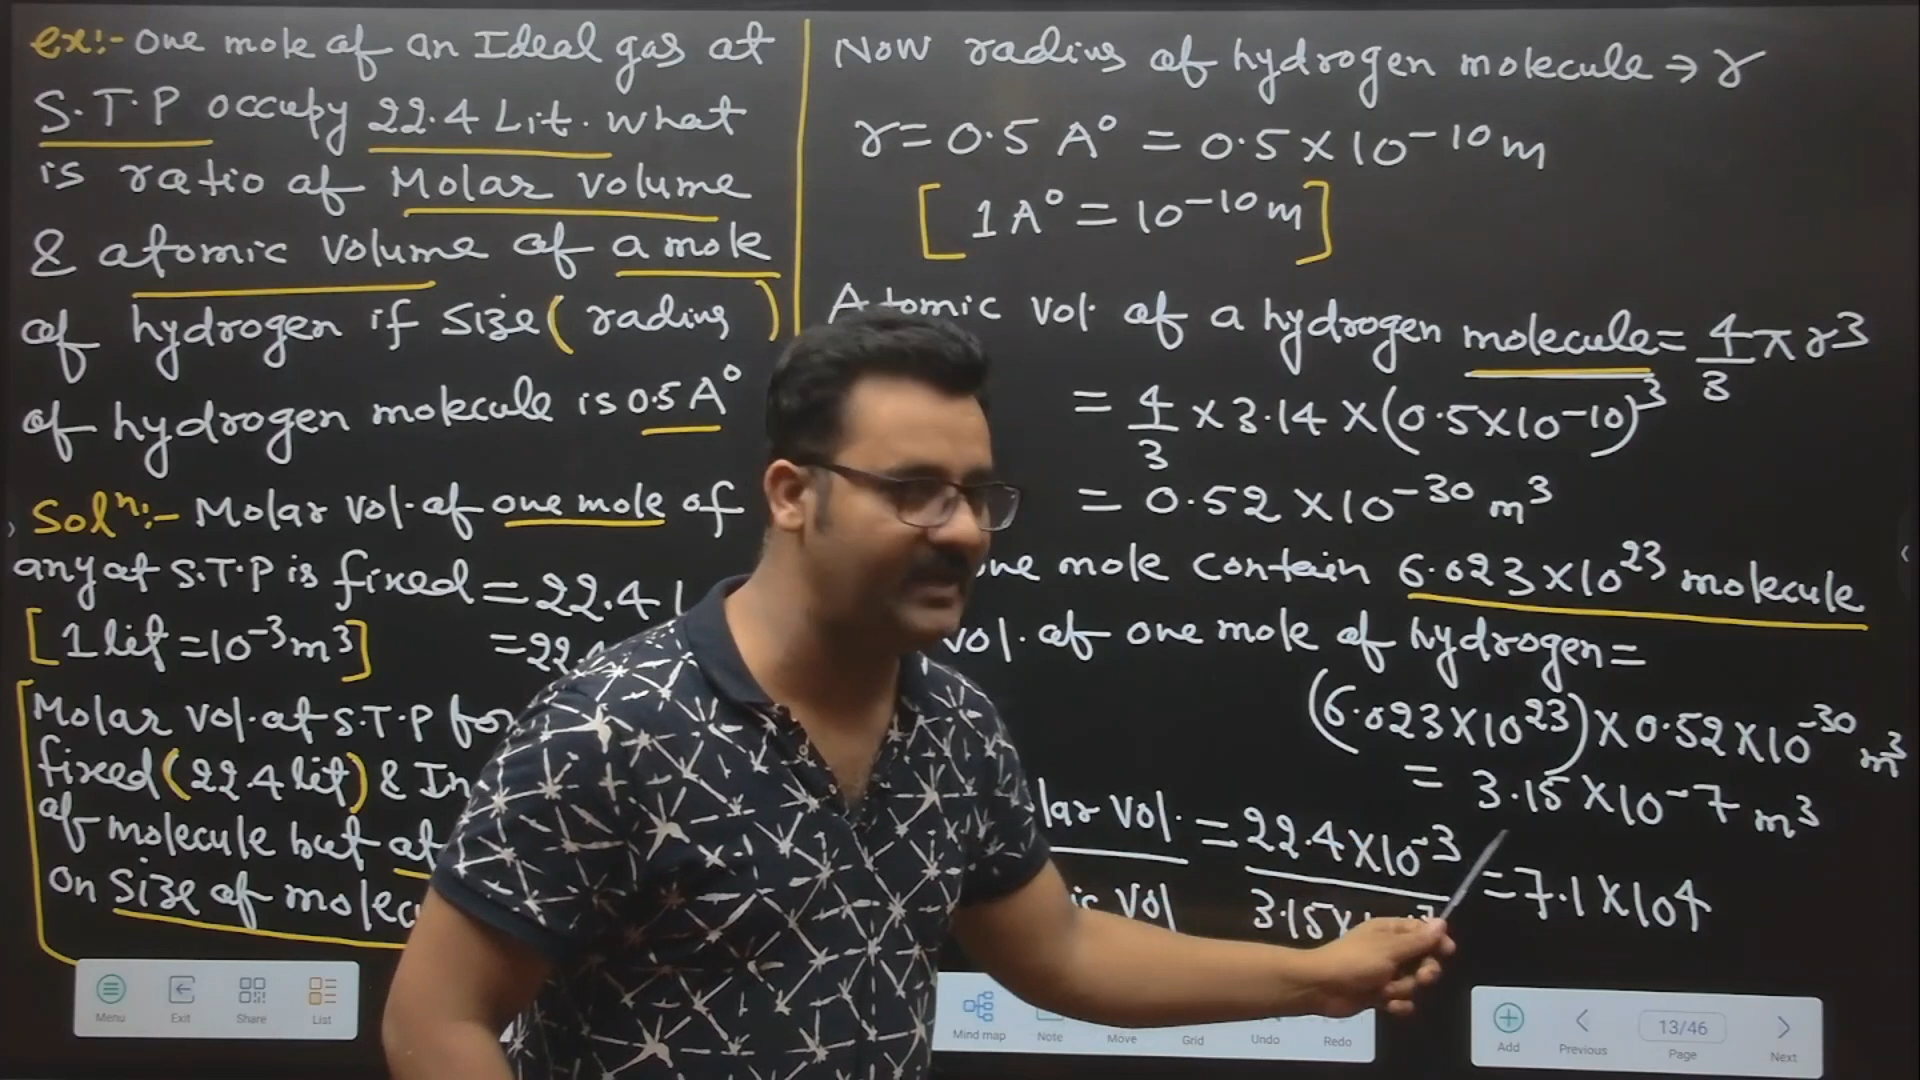 ex:- One mole of an Ideal gas at
S.T.P occupy 22.4 Lit. what
is ratio of Molar volume
& atomic volume of a mole
of hydrogen if size (radius)
of hydrogen molecule is 0.5 A°
Solⁿ:- Molar vol. of one mole of
any at S.T.P is fixed = 22.4 l
[1 lit = 10⁻³ m³] = 22.
Molar vol. at S.T.P for
fixed (22.4 lit) & In
of molecule but at
on size of molec
Now radius of hydrogen molecule → r
r = 0.5 A° = 0.5 × 10⁻¹⁰ m
[1 A° = 10⁻¹⁰ m]
Atomic vol. of a hydrogen molecule = 4/3 π r³
= 4/3 × 3.14 × (0.5 × 10⁻¹⁰)³
= 0.52 × 10⁻³⁰ m³
one mole contain 6.023 × 10²³ molecule
vol. of one mole of hydrogen =
(6.023 × 10²³) × 0.52 × 10⁻³⁰ m³
= 3.15 × 10⁻⁷ m³
lar vol. / ic vol = 22.4 × 10⁻³ / 3.15 × = 7.1 × 10⁴
Menu Exit Share List
Mind map Note Move Grid Undo Redo
Add Previous 13/46 Page Next